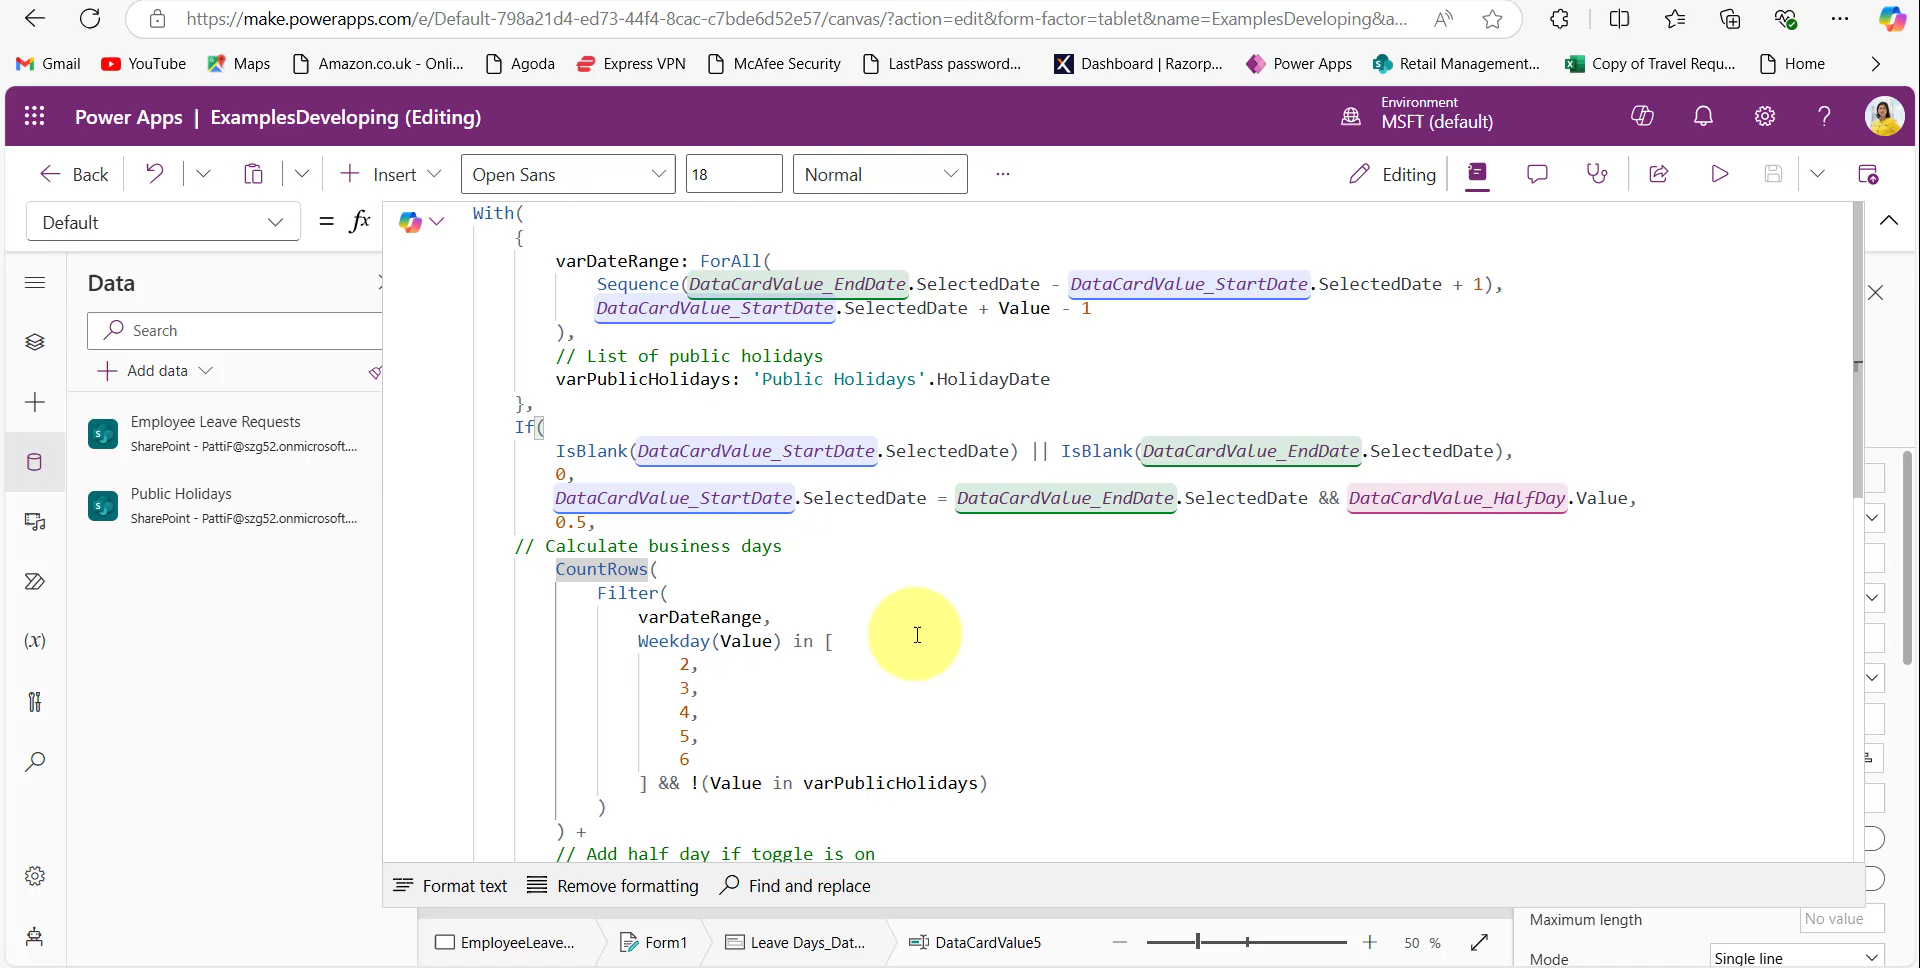 https://make.powerapps.com/e/Default-798a21d4-ed73-44f4-8cac-c7bde6d52e57/canvas/?action=edit&form-factor=tablet&name=ExamplesDeveloping&a...
Gmail YouTube Maps Amazon.co.uk - Onli... Agoda Express VPN McAfee Security LastPass password... Dashboard | Razorp... Power Apps Retail Management... Copy of Travel Requ... Home
Power Apps | ExamplesDeveloping (Editing)
Environment
MSFT (default)
Back Insert Open Sans 18 Normal ... Editing
Default = fx
Data
Search
Add data
Employee Leave Requests
SharePoint - PattiF@szg52.onmicrosoft....
Public Holidays
SharePoint - PattiF@szg52.onmicrosoft....
With(
{
varDateRange: ForAll(
Sequence(DataCardValue_EndDate.SelectedDate - DataCardValue_StartDate.SelectedDate + 1),
DataCardValue_StartDate.SelectedDate + Value - 1
),
// List of public holidays
varPublicHolidays: 'Public Holidays'.HolidayDate
},
If(
IsBlank(DataCardValue_StartDate.SelectedDate) || IsBlank(DataCardValue_EndDate.SelectedDate),
0,
DataCardValue_StartDate.SelectedDate = DataCardValue_EndDate.SelectedDate && DataCardValue_HalfDay.Value,
0.5,
// Calculate business days
CountRows(
Filter(
varDateRange,
Weekday(Value) in [
2,
3,
4,
5,
6
] && !(Value in varPublicHolidays)
)
) +
// Add half day if toggle is on
Format text Remove formatting Find and replace
EmployeeLeave... Form1 Leave Days_Dat... DataCardValue5 50 %
Maximum length No value
Mode Single line